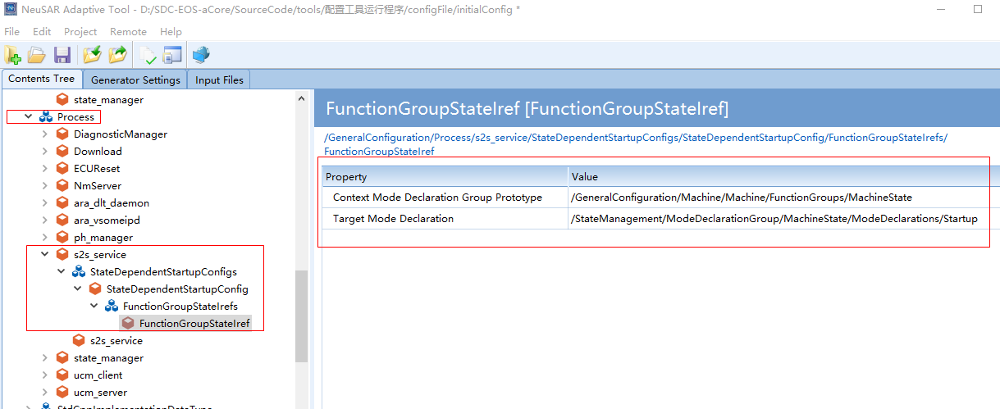 NeuSAR Adaptive Tool - D:/SDC-EOS-aCore/SourceCode/tools/配置工具运行程序/configFile/initialConfig *
File Edit Project Remote Help
Contents Tree Generator Settings Input Files
state_manager
Process
DiagnosticManager
Download
ECUReset
NmServer
ara_dlt_daemon
ara_vsomeipd
ph_manager
s2s_service
StateDependentStartupConfigs
StateDependentStartupConfig
FunctionGroupStateIrefs
FunctionGroupStateIref
s2s_service
state_manager
ucm_client
ucm_server
StdCppImplementationDataType
FunctionGroupStateIref [FunctionGroupStateIref]
/GeneralConfiguration/Process/s2s_service/StateDependentStartupConfigs/StateDependentStartupConfig/FunctionGroupStateIrefs/
FunctionGroupStateIref
Property Value
Context Mode Declaration Group Prototype /GeneralConfiguration/Machine/Machine/FunctionGroups/MachineState
Target Mode Declaration /StateManagement/ModeDeclarationGroup/MachineState/ModeDeclarations/Startup